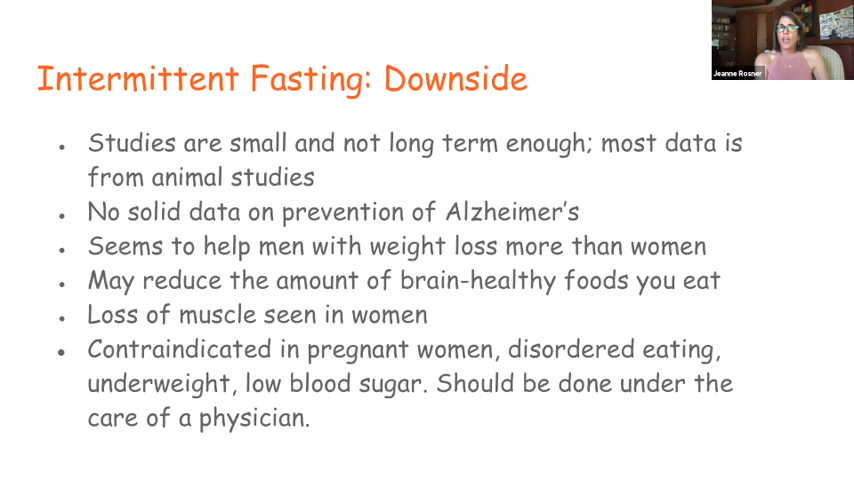 Jeanne Rosner
Intermittent Fasting: Downside
• Studies are small and not long term enough; most data is
from animal studies
• No solid data on prevention of Alzheimer's
• Seems to help men with weight loss more than women
• May reduce the amount of brain-healthy foods you eat
• Loss of muscle seen in women
• Contraindicated in pregnant women, disordered eating,
underweight, low blood sugar. Should be done under the
care of a physician.